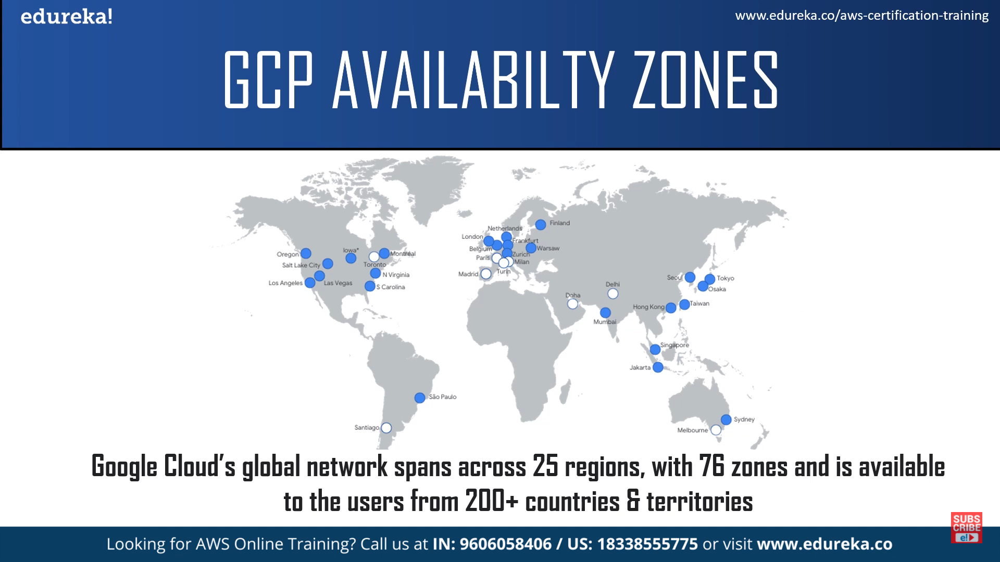 edureka!
www.edureka.co/aws-certification-training
GCP AVAILABILTY ZONES
Finland
Netherlands
London
Frankfurt
Belgium
Warsaw
Paris
Zurich
Milan
Turin
Madrid
Oregon
Iowa*
Montréal
Salt Lake City
Toronto
N Virginia
Los Angeles
Las Vegas
S Carolina
Seoul
Tokyo
Osaka
Delhi
Doha
Hong Kong
Taiwan
Mumbai
Singapore
Jakarta
São Paulo
Sydney
Santiago
Melbourne
Google Cloud’s global network spans across 25 regions, with 76 zones and is available
to the users from 200+ countries & territories
SUBS
CRIBE
e!
Looking for AWS Online Training? Call us at IN: 9606058406 / US: 18338555775 or visit www.edureka.co